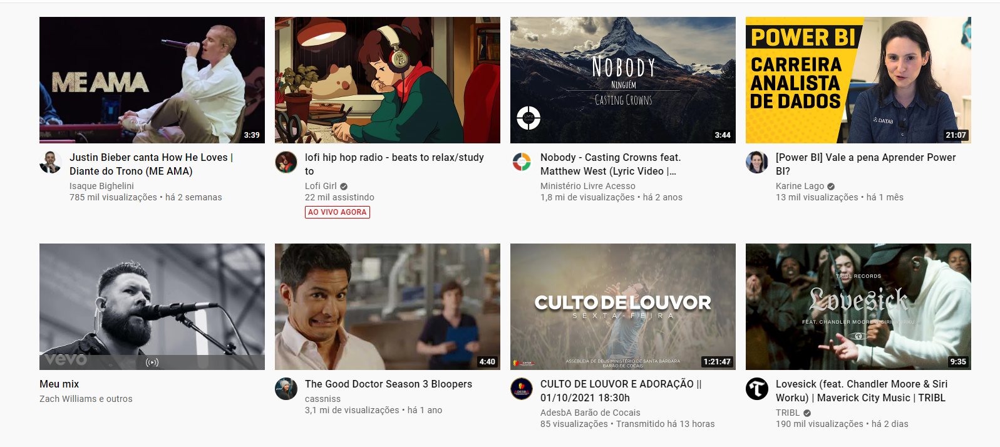 ME AMA
3:39
Justin Bieber canta How He Loves |
Diante do Trono (ME AMA)
Isaque Bighelini
785 mil visualizações • há 2 semanas
lofi hip hop radio - beats to relax/study
to
Lofi Girl
22 mil assistindo
AO VIVO AGORA
NOBODY
NINGUÉM
CASTING CROWNS
3:44
Nobody - Casting Crowns feat.
Matthew West (Lyric Video |...
Ministério Livre Acesso
1,8 mi de visualizações • há 2 anos
POWER BI
CARREIRA
ANALISTA
DE DADOS
DATAB
21:07
[Power BI] Vale a pena Aprender Power
BI?
Karine Lago
13 mil visualizações • há 1 mês
vevo
Meu mix
Zach Williams e outros
4:40
The Good Doctor Season 3 Bloopers
cassniss
3,1 mi de visualizações • há 1 ano
CULTO DE LOUVOR
SEXTA-FEIRA
ASSEBLEIA DE DEUS MINISTÉRIO DE SANTA BÁRBARA
BARÃO DE COCAIS
1:21:47
CULTO DE LOUVOR E ADORAÇÃO ||
01/10/2021 18:30h
AdesbA Barão de Cocais
85 visualizações • Transmitido há 13 horas
TRIBL RECORDS
Lovesick
FEAT. CHANDLER MOORE & SIRI WORKU
9:35
Lovesick (feat. Chandler Moore & Siri
Worku) | Maverick City Music | TRIBL
TRIBL
190 mil visualizações • há 2 dias